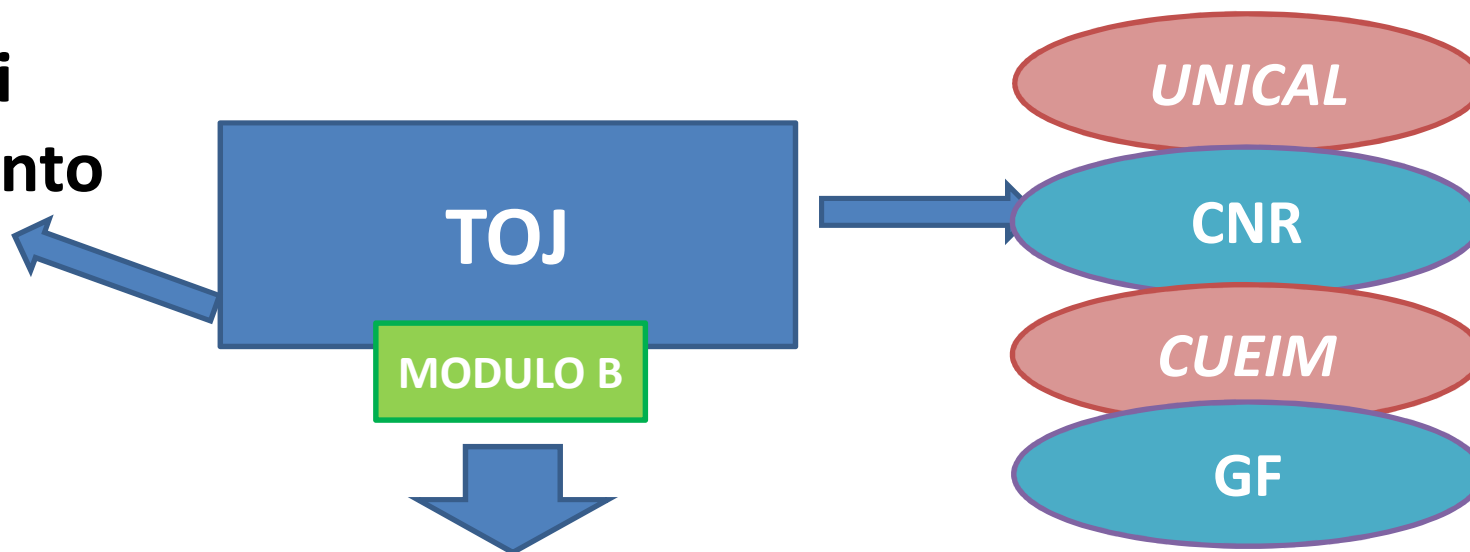 i
nto
TOJ
MODULO B
UNICAL
CNR
CUEIM
GF